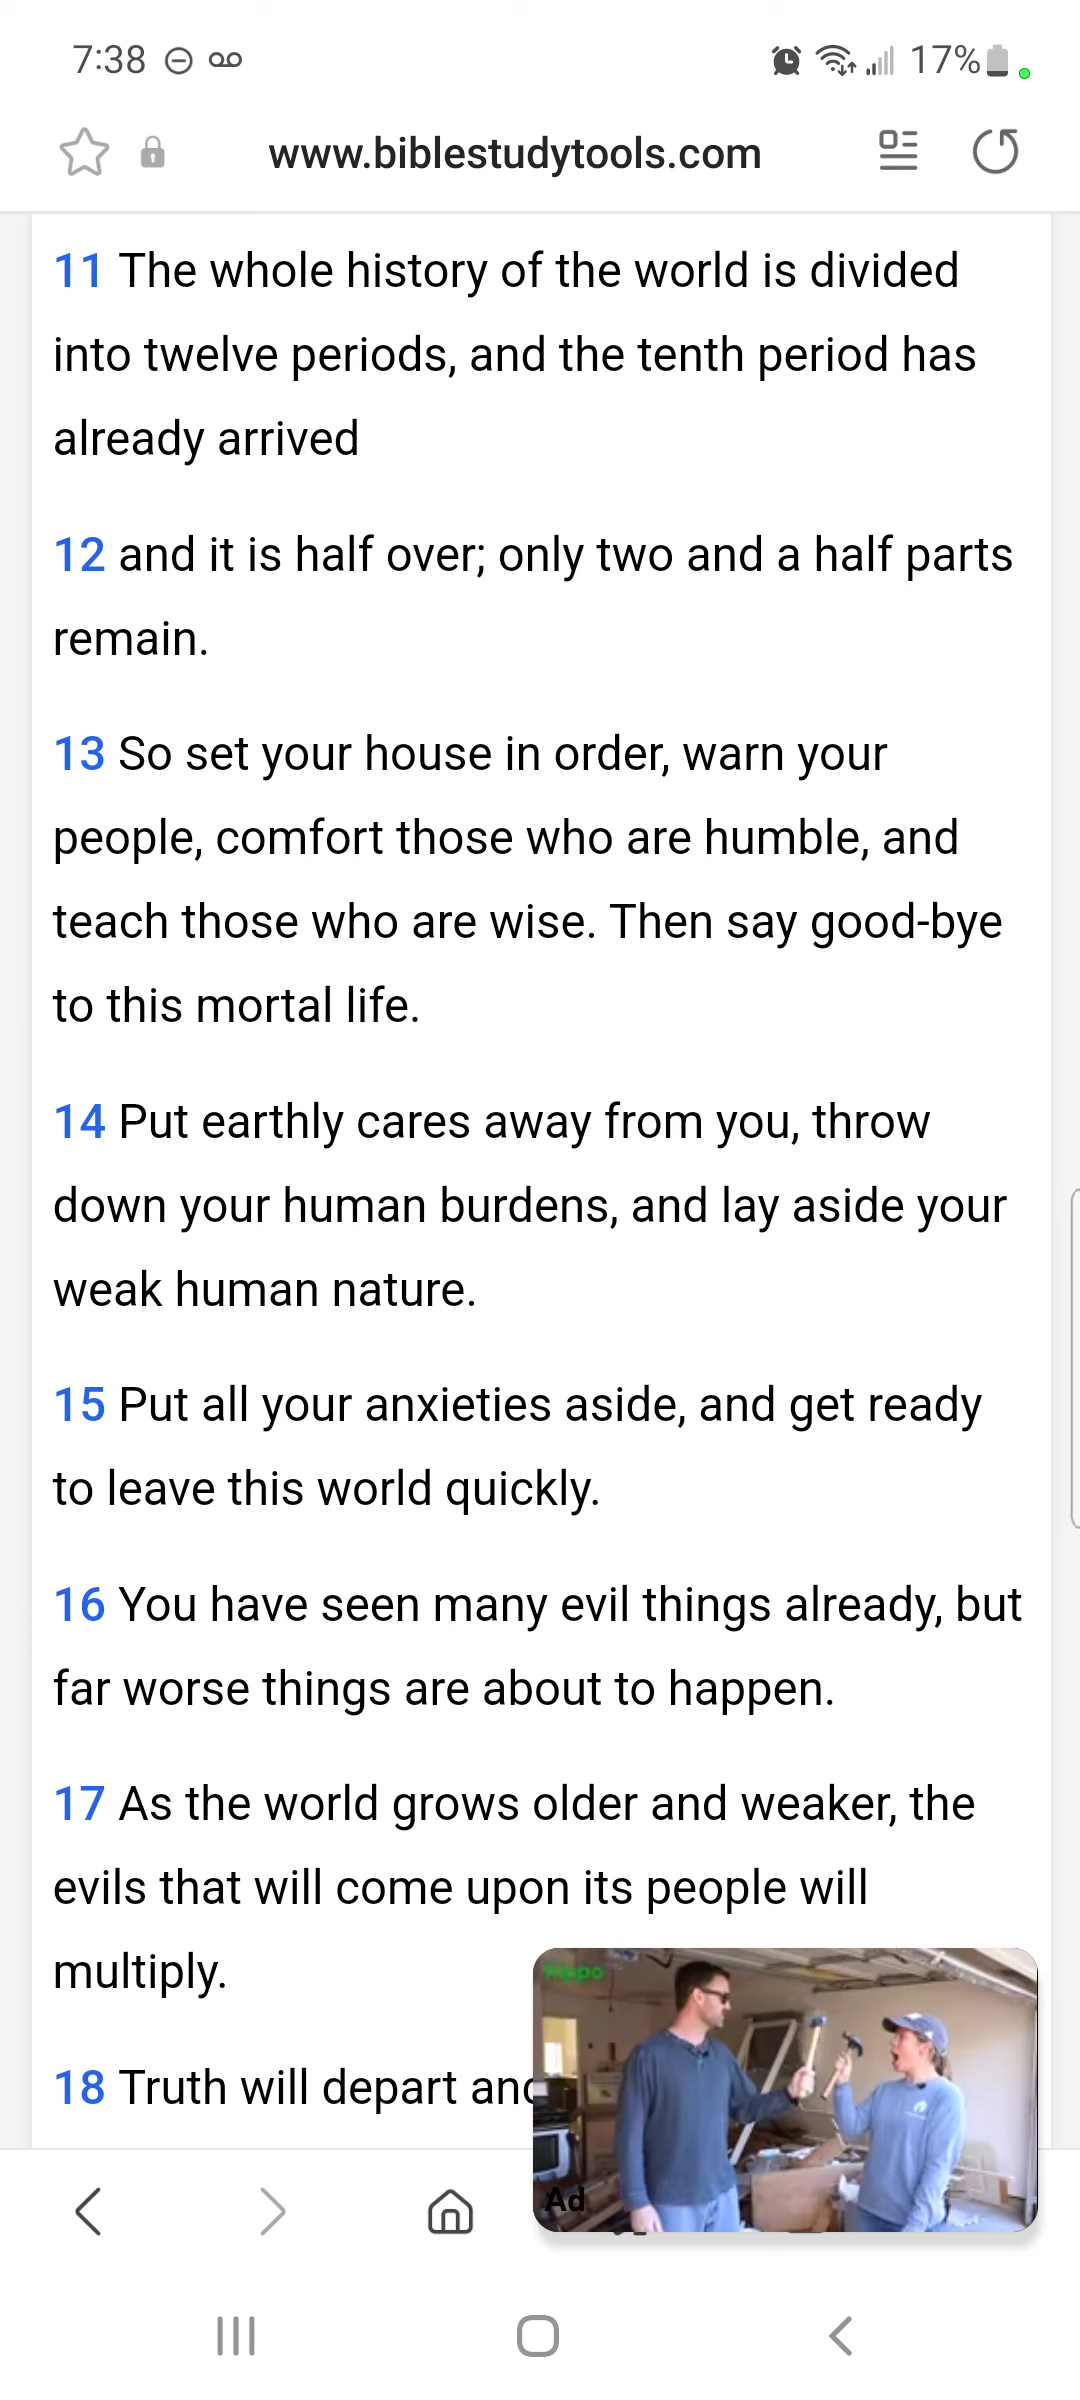 7:38
17%
www.biblestudytools.com
11 The whole history of the world is divided
into twelve periods, and the tenth period has
already arrived
12 and it is half over; only two and a half parts
remain.
13 So set your house in order, warn your
people, comfort those who are humble, and
teach those who are wise. Then say good-bye
to this mortal life.
14 Put earthly cares away from you, throw
down your human burdens, and lay aside your
weak human nature.
15 Put all your anxieties aside, and get ready
to leave this world quickly.
16 You have seen many evil things already, but
far worse things are about to happen.
17 As the world grows older and weaker, the
evils that will come upon its people will
multiply.
hippo
18 Truth will depart and
Ad